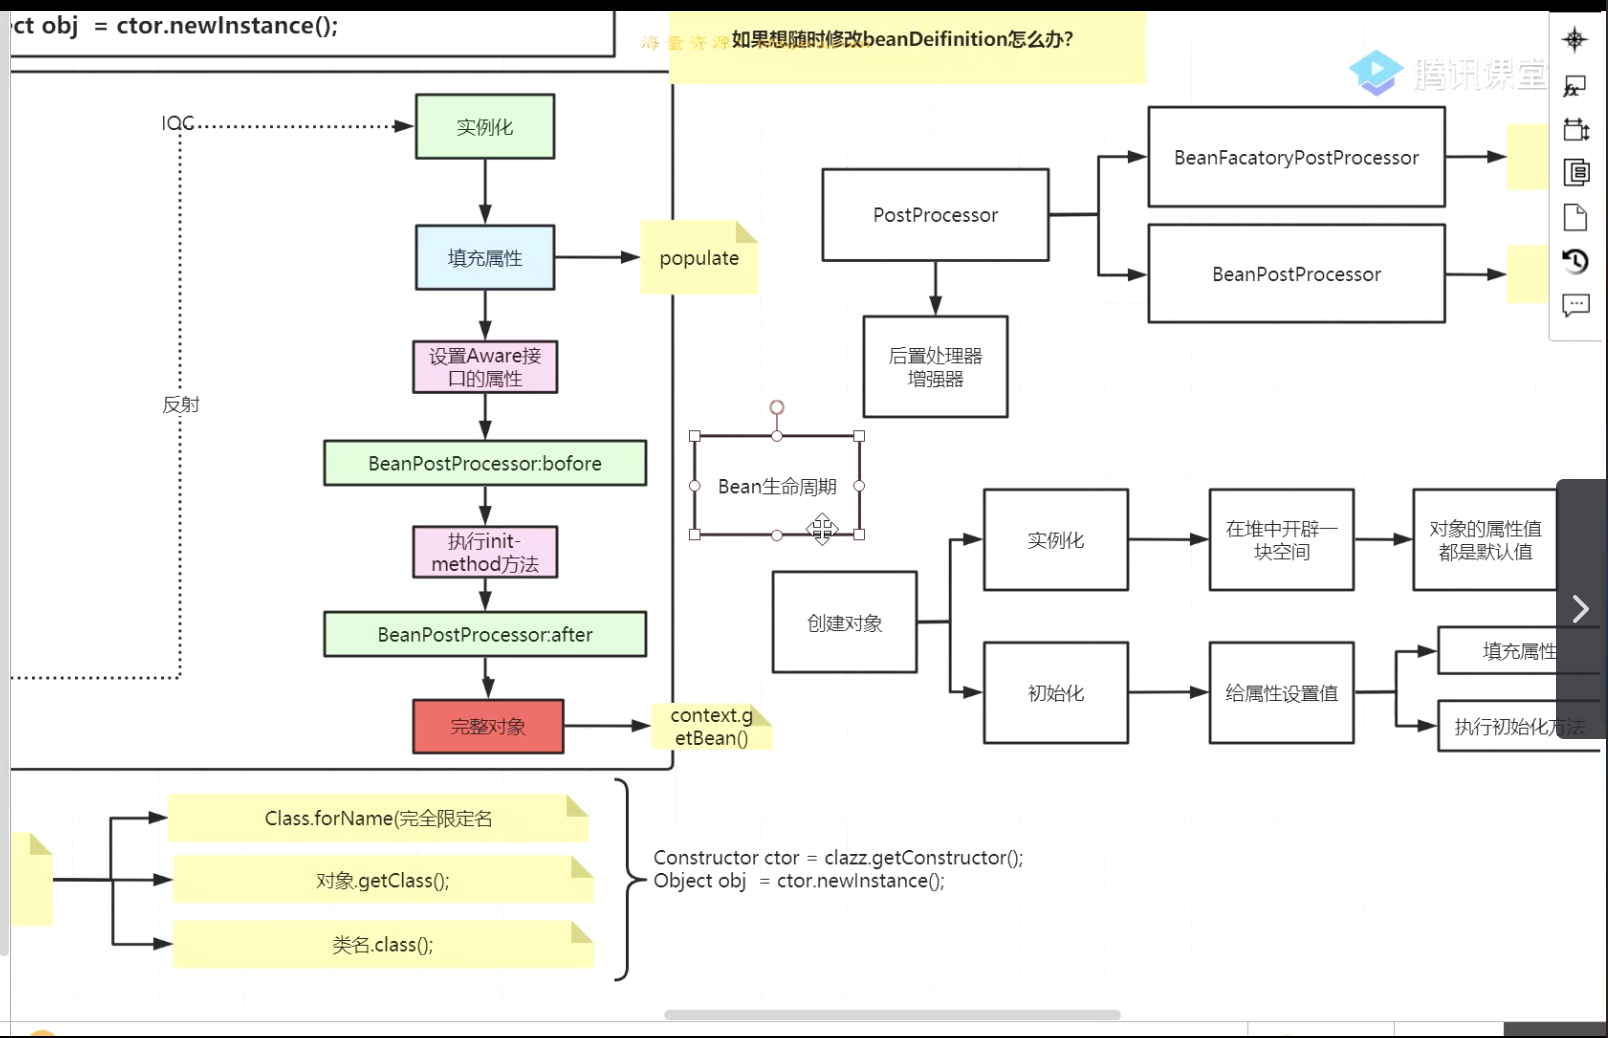 ect obj  = ctor.newInstance();
海量资源
如果想随时修改beanDeifinition怎么办?
腾讯课堂
IOC
实例化
填充属性
populate
设置Aware接
口的属性
反射
BeanPostProcessor:bofore
执行init-
method方法
BeanPostProcessor:after
完整对象
context.g
etBean()
PostProcessor
BeanFacatoryPostProcessor
BeanPostProcessor
后置处理器
增强器
Bean生命周期
创建对象
实例化
在堆中开辟一
块空间
对象的属性值
都是默认值
初始化
给属性设置值
填充属性
执行初始化方法
Class.forName(完全限定名
对象.getClass();
类名.class();
Constructor ctor = clazz.getConstructor();
Object obj  = ctor.newInstance();